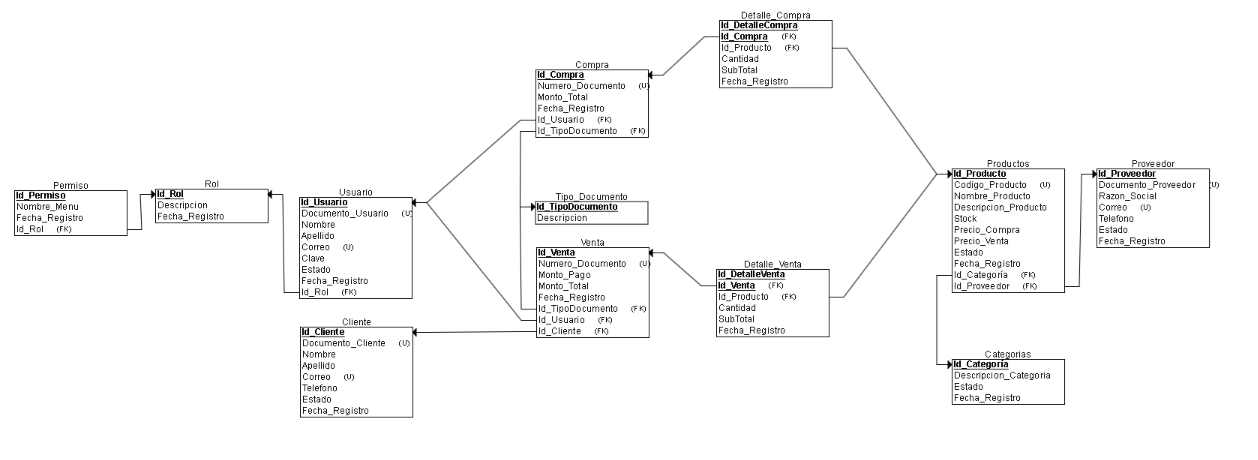 Detalle_Compra
Id_DetalleCompra
Id_Compra (FK)
Id_Producto (FK)
Cantidad
SubTotal
Fecha_Registro
Compra
Id_Compra
Numero_Documento (U)
Monto_Total
Fecha_Registro
Id_Usuario (FK)
Id_TipoDocumento (FK)
Permiso
Id_Permiso
Nombre_Menu
Fecha_Registro
Id_Rol (FK)
Rol
Id_Rol
Descripcion
Fecha_Registro
Usuario
Id_Usuario
Documento_Usuario (U)
Nombre
Apellido
Correo (U)
Clave
Estado
Fecha_Registro
Id_Rol (FK)
Tipo_Documento
Id_TipoDocumento
Descripcion
Venta
Id_Venta
Numero_Documento (U)
Monto_Pago
Monto_Total
Fecha_Registro
Id_TipoDocumento (FK)
Id_Usuario (FK)
Id_Cliente (FK)
Detalle_Venta
Id_DetalleVenta
Id_Venta (FK)
Id_Producto (FK)
Cantidad
SubTotal
Fecha_Registro
Productos
Id_Producto
Codigo_Producto (U)
Nombre_Producto
Descripcion_Producto
Stock
Precio_Compra
Precio_Venta
Estado
Fecha_Registro
Id_Categoría (FK)
Id_Proveedor (FK)
Proveedor
Id_Proveedor
Documento_Proveedor (U)
Razon_Social
Correo (U)
Telefono
Estado
Fecha_Registro
Cliente
Id_Cliente
Documento_Cliente (U)
Nombre
Apellido
Correo (U)
Telefono
Estado
Fecha_Registro
Categorias
Id_Categoría
Descripcion_Categoria
Estado
Fecha_Registro